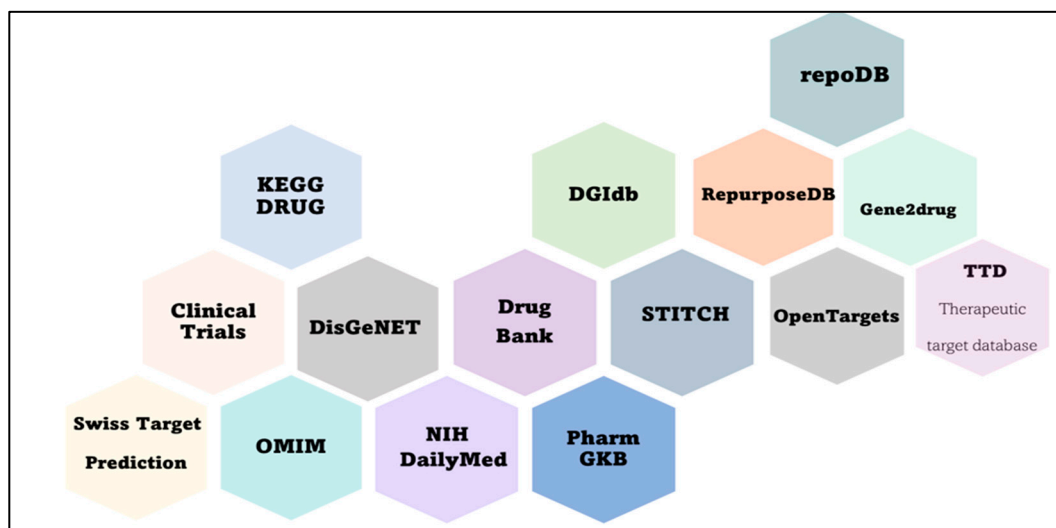 repoDB
KEGG
DRUG
DGIdb
RepurposeDB
Gene2drug
Clinical
Trials
DisGeNET
Drug
Bank
STITCH
OpenTargets
TTD
Therapeutic
target database
Swiss Target
Prediction
OMIM
NIH
DailyMed
Pharm
GKB